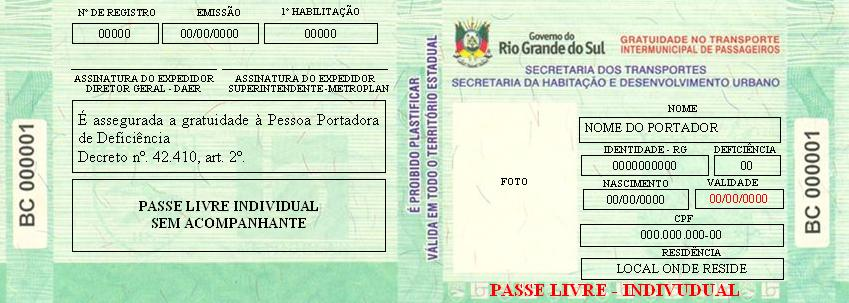 Nº DE REGISTRO EMISSÃO 1ª HABILITAÇÃO
00000 00/00/0000 00000
ASSINATURA DO EXPEDIDOR ASSINATURA DO EXPEDIDOR
DIRETOR GERAL - DAER SUPERINTENDENTE-METROPLAN
É assegurada a gratuidade à Pessoa Portadora
de Deficiência
Decreto nº. 42.410, art. 2º.
PASSE LIVRE INDIVIDUAL
SEM ACOMPANHANTE
BC 000001
É PROIBIDO PLASTIFICAR
VÁLIDA EM TODO O TERRITÓRIO ESTADUAL
Governo do
Rio Grande do Sul
GRATUIDADE NO TRANSPORTE
INTERMUNICIPAL DE PASSAGEIROS
SECRETARIA DOS TRANSPORTES
SECRETARIA DA HABITAÇÃO E DESENVOLVIMENTO URBANO
FOTO
NOME
NOME DO PORTADOR
IDENTIDADE - RG DEFICIÊNCIA
0000000000 00
NASCIMENTO VALIDADE
00/00/0000 00/00/0000
CPF
000.000.000-00
RESIDÊNCIA
LOCAL ONDE RESIDE
PASSE LIVRE - INDIVUDUAL
BC 000001